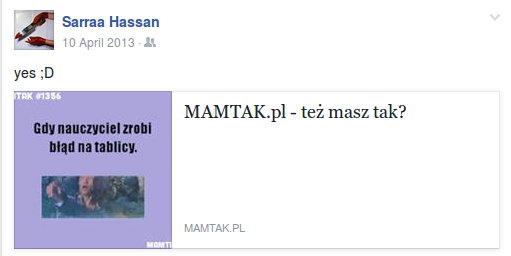 Sarraa Hassan
10 April 2013 ·
yes ;D
TAK #1356
Gdy nauczyciel zrobi
błąd na tablicy.
MAMT
MAMTAK.pl - też masz tak?
MAMTAK.PL